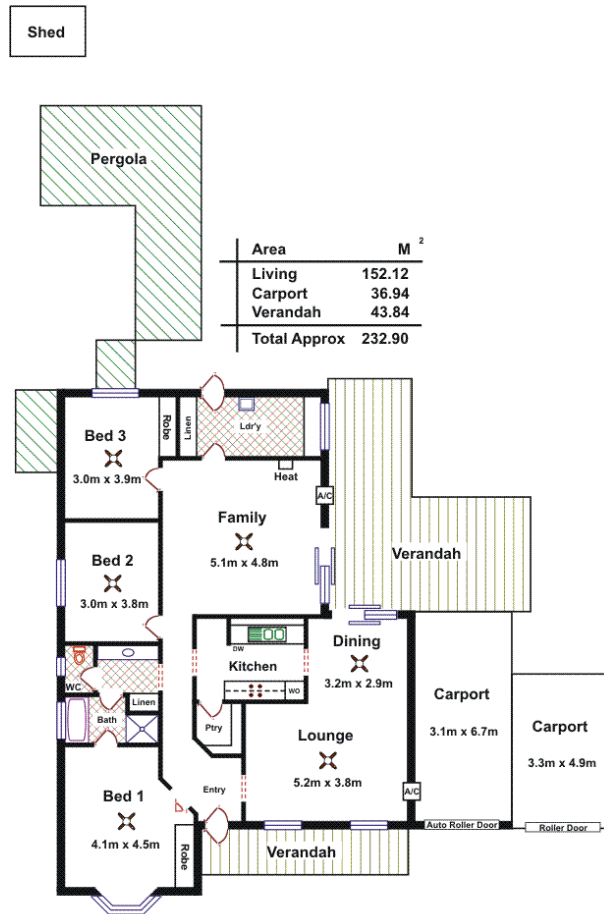 Shed
Pergola
Area M 2
Living 152.12
Carport 36.94
Verandah 43.84
Total Approx 232.90
Bed 3
3.0m x 3.9m
Robe
Linen
Ldr'y
Heat
A/C
Family
5.1m x 4.8m
Verandah
Bed 2
3.0m x 3.8m
DW
Kitchen
WO
Dining
3.2m x 2.9m
WC
Bath
Linen
Ptry
Lounge
5.2m x 3.8m
Carport
3.1m x 6.7m
Carport
3.3m x 4.9m
Entry
A/C
Bed 1
4.1m x 4.5m
Robe
Auto Roller Door
Roller Door
Verandah